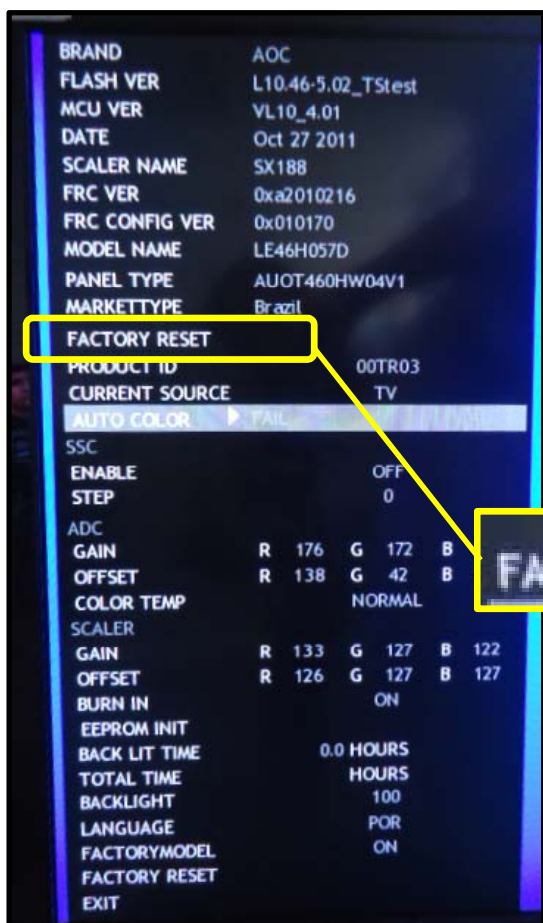 BRAND AOC
FLASH VER L10.46-5.02_TStest
MCU VER VL10_4.01
DATE Oct 27 2011
SCALER NAME SX188
FRC VER 0xa2010216
FRC CONFIG VER 0x010170
MODEL NAME LE46H057D
PANEL TYPE AUOT460HW04V1
MARKETTYPE Brazil
FACTORY RESET
PRODUCT ID 00TR03
CURRENT SOURCE TV
AUTO COLOR FAIL
SSC
ENABLE OFF
STEP 0
ADC
GAIN R 176 G 172 B
OFFSET R 138 G 42 B
FA
COLOR TEMP NORMAL
SCALER
GAIN R 133 G 127 B 122
OFFSET R 126 G 127 B 127
BURN IN ON
EEPROM INIT
BACK LIT TIME 0.0 HOURS
TOTAL TIME HOURS
BACKLIGHT 100
LANGUAGE POR
FACTORYMODEL ON
FACTORY RESET
EXIT